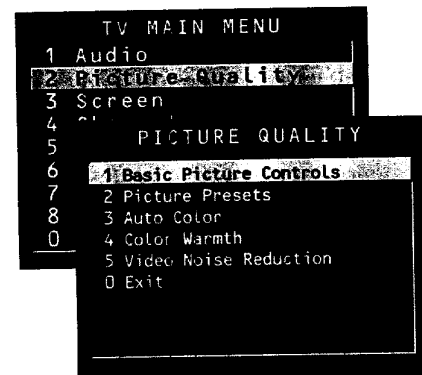 TV MAIN MENU
1 Audio
2 Picture Quality
3 Screen
4
5
6
7
8
0
PICTURE QUALITY
1 Basic Picture Controls
2 Picture Presets
3 Auto Color
4 Color Warmth
5 Video Noise Reduction
0 Exit